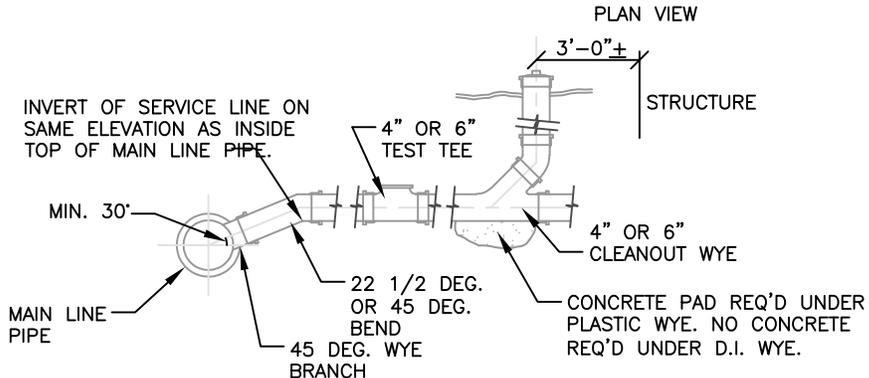 PLAN VIEW
3'-0"±
STRUCTURE
INVERT OF SERVICE LINE ON
SAME ELEVATION AS INSIDE
TOP OF MAIN LINE PIPE.
4" OR 6"
TEST TEE
MIN. 30°
4" OR 6"
CLEANOUT WYE
22 1/2 DEG.
OR 45 DEG.
BEND
MAIN LINE
PIPE
45 DEG. WYE
BRANCH
CONCRETE PAD REQ'D UNDER
PLASTIC WYE. NO CONCRETE
REQ'D UNDER D.I. WYE.